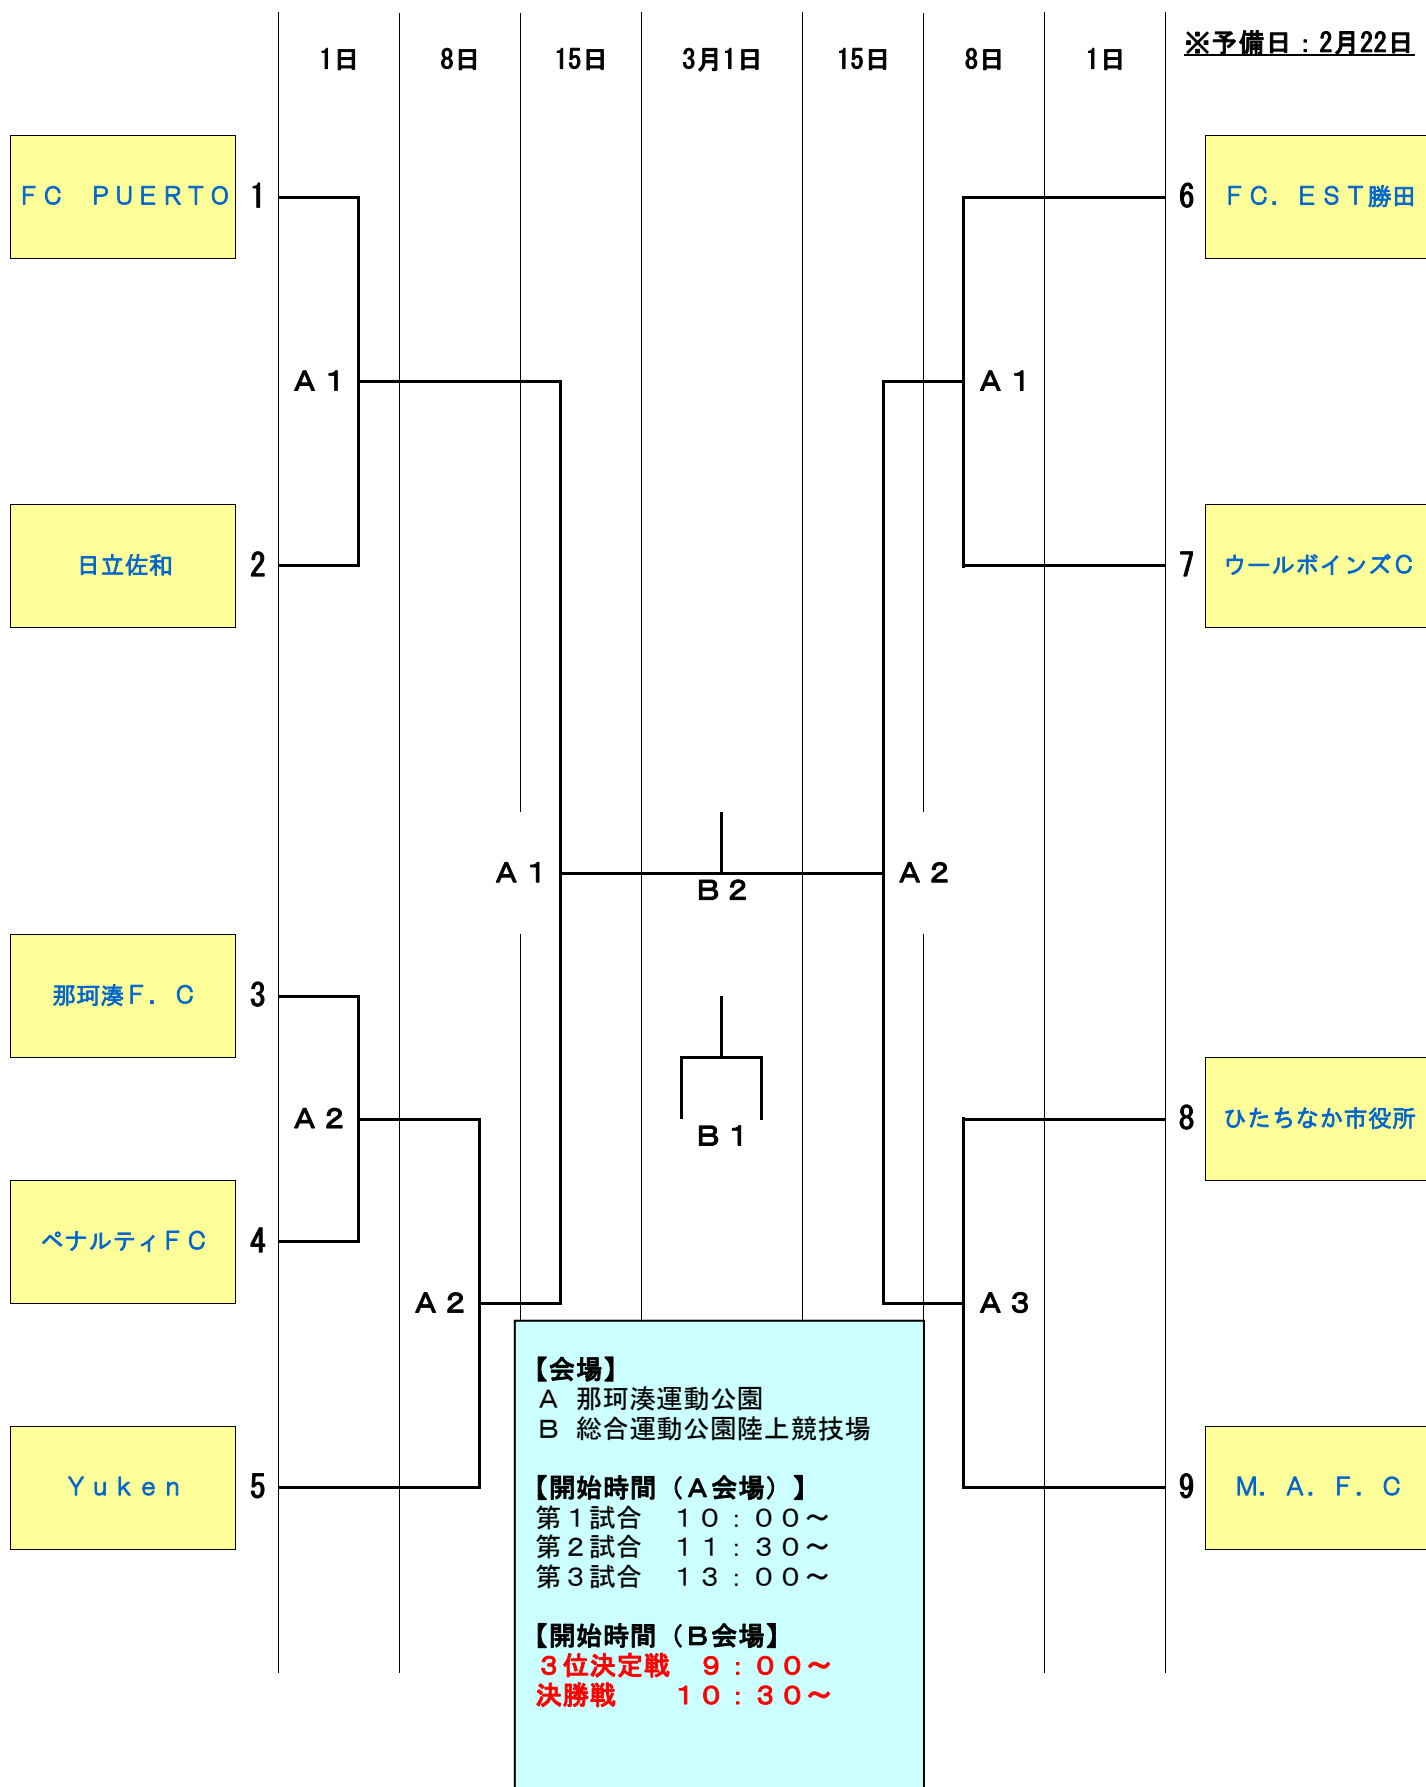 ※予備日：2月22日
1日 8日 15日 3月1日 15日 8日 1日
ＦＣ　ＰＵＥＲＴＯ 1
6 ＦＣ．ＥＳＴ勝田
Ａ１
Ａ１
日立佐和 2
7 ウールボインズＣ
Ａ１
Ａ２
Ｂ２
那珂湊Ｆ．Ｃ 3
Ａ２
8 ひたちなか市役所
Ｂ１
ペナルティＦＣ 4
Ａ２
Ａ３
Ｙｕｋｅｎ 5
9 Ｍ．Ａ．Ｆ．Ｃ
【会場】
Ａ 那珂湊運動公園
Ｂ 総合運動公園陸上競技場
【開始時間（Ａ会場）】
第１試合　１０：００～
第２試合　１１：３０～
第３試合　１３：００～
【開始時間（Ｂ会場】
３位決定戦　９：００～
決勝戦　　１０：３０～